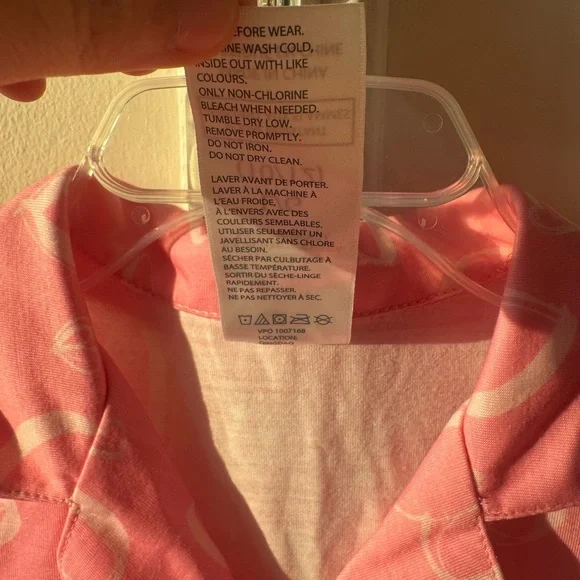 BEFORE WEAR.
MACHINE WASH COLD,
INSIDE OUT WITH LIKE
COLOURS.
ONLY NON-CHLORINE
BLEACH WHEN NEEDED.
TUMBLE DRY LOW.
REMOVE PROMPTLY.
DO NOT IRON.
DO NOT DRY CLEAN.
LAVER AVANT DE PORTER.
LAVER À LA MACHINE À
L'EAU FROIDE,
À L'ENVERS AVEC DES
COULEURS SEMBLABLES.
UTILISER SEULEMENT UN
JAVELLISANT SANS CHLORE
AU BESOIN.
SÉCHER PAR CULBUTAGE À
BASSE TEMPÉRATURE.
SORTIR DU SÈCHE-LINGE
RAPIDEMENT.
NE PAS REPASSER.
NE PAS NETTOYER À SEC.
VPO 1007168
LOCATION: